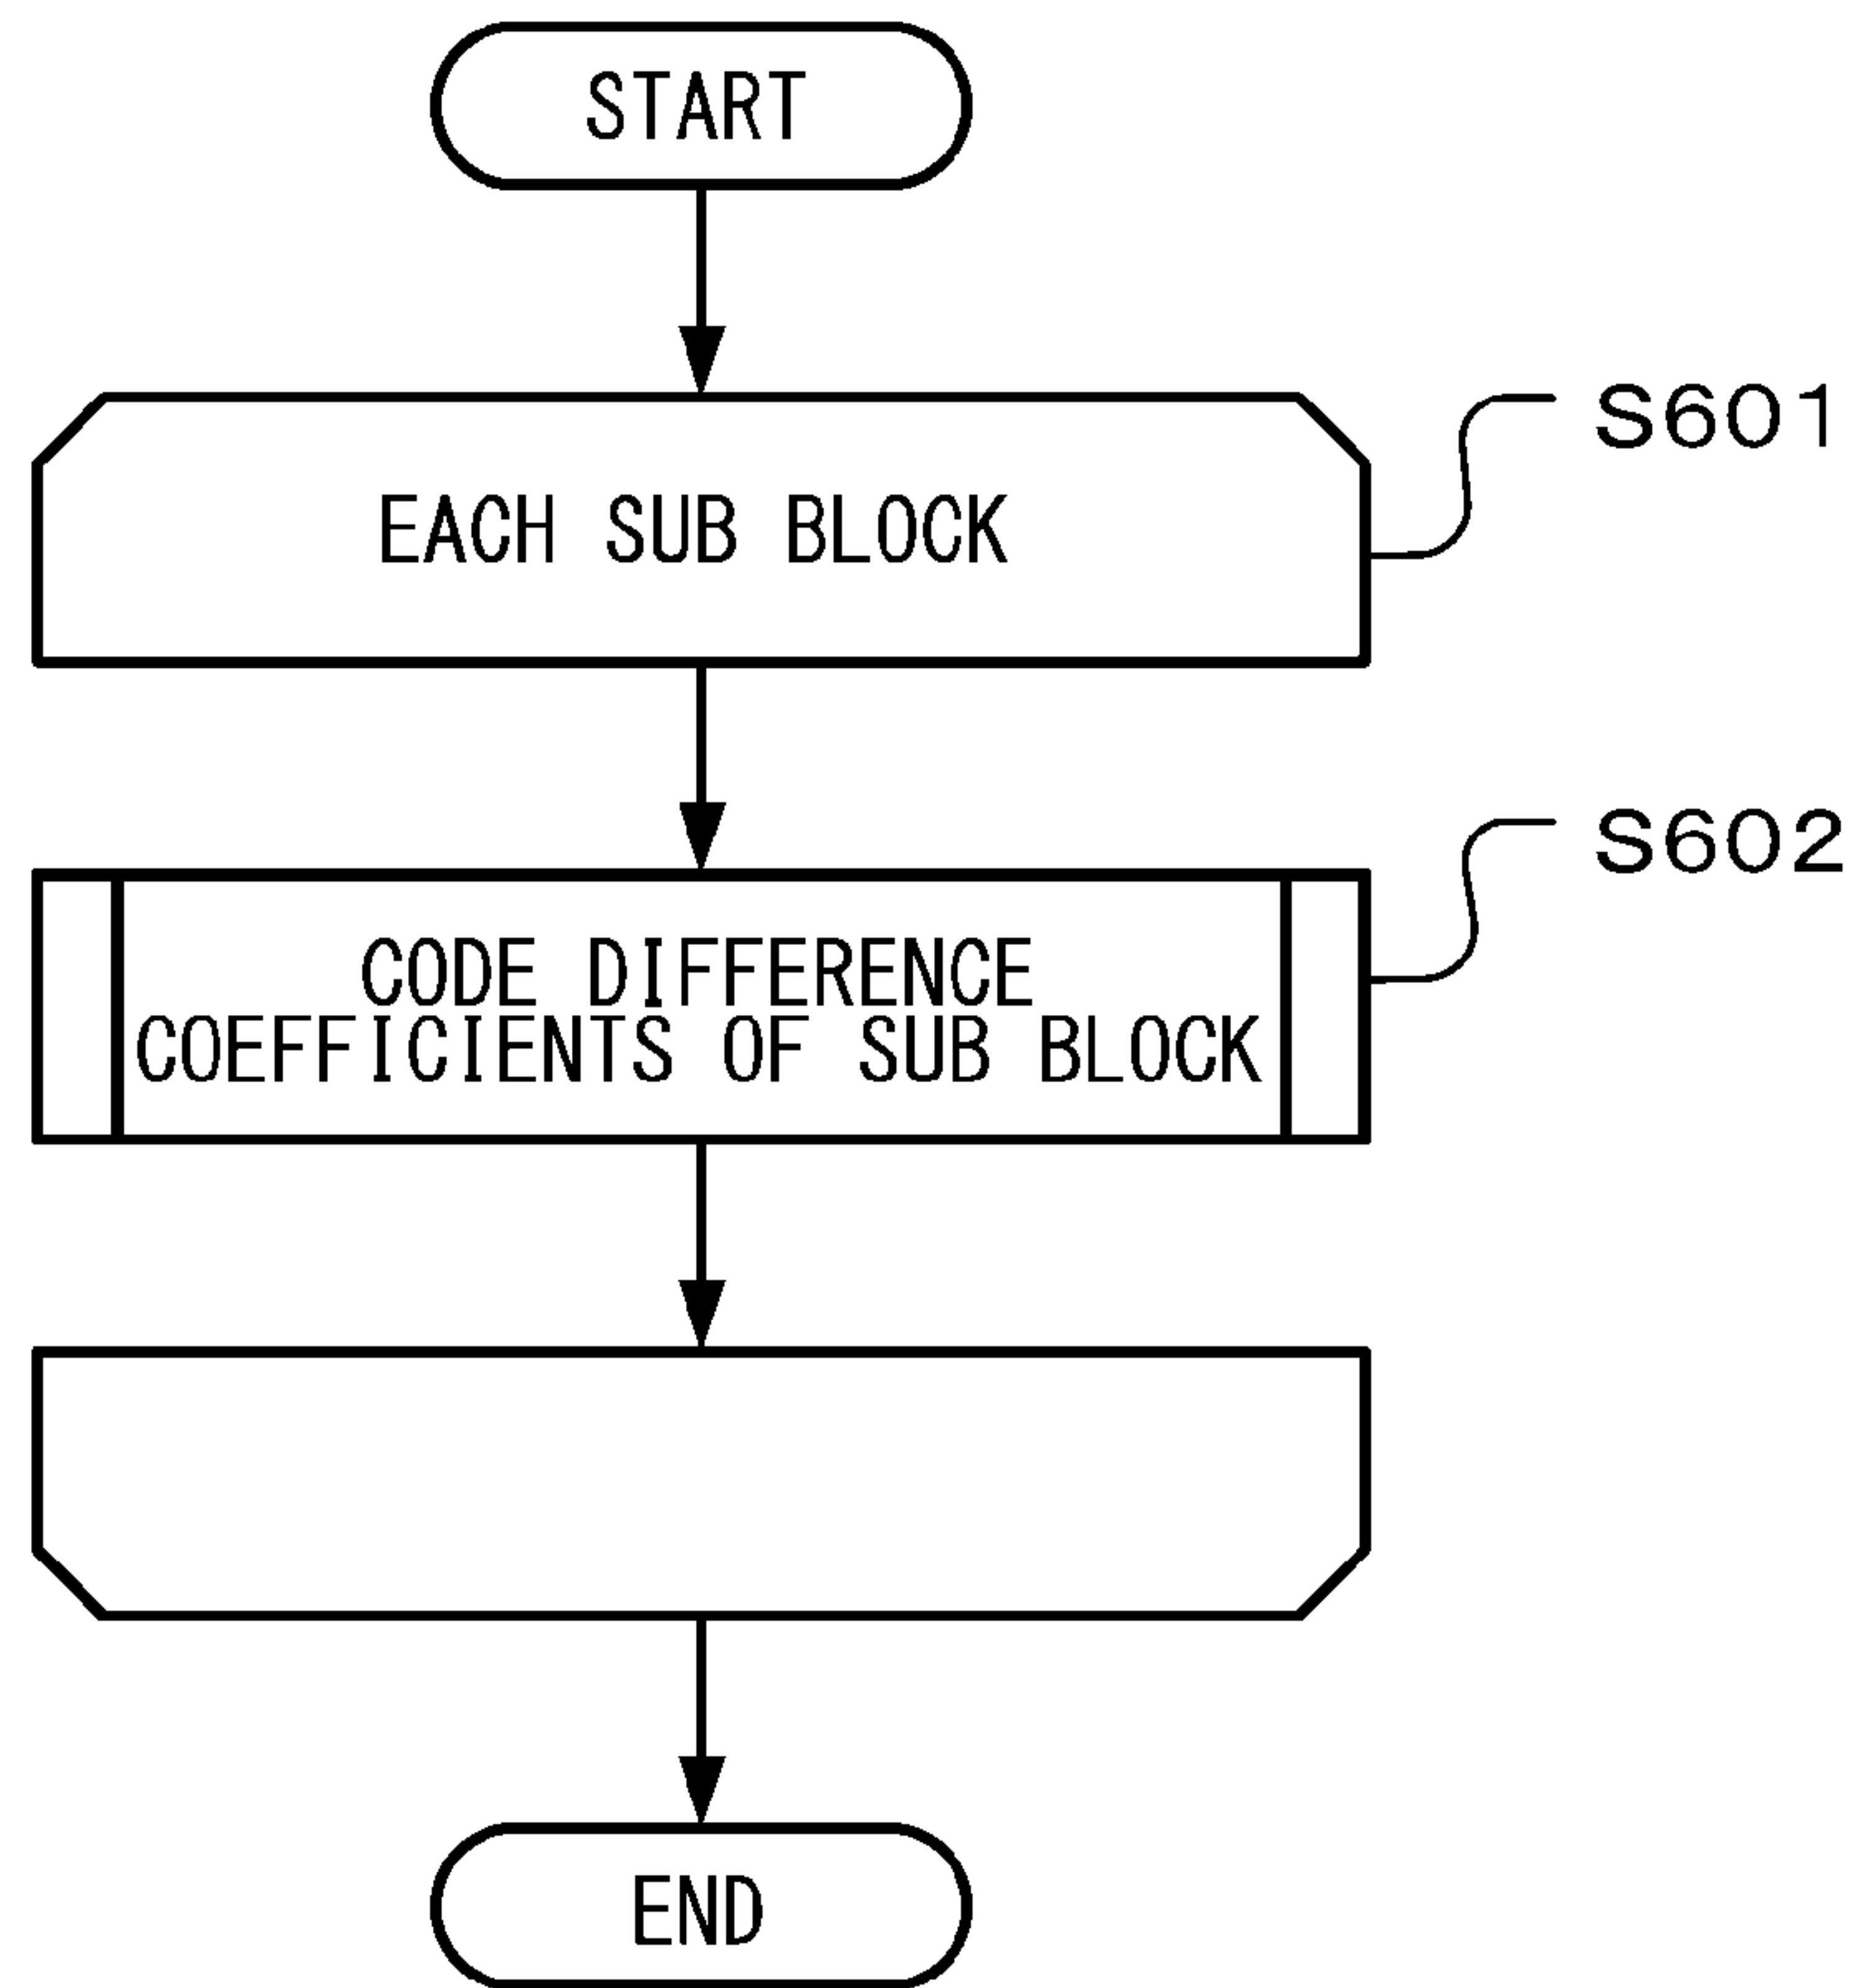 START
S601
EACH SUB BLOCK
S602
CODE DIFFERENCE
COEFFICIENTS OF SUB BLOCK
END